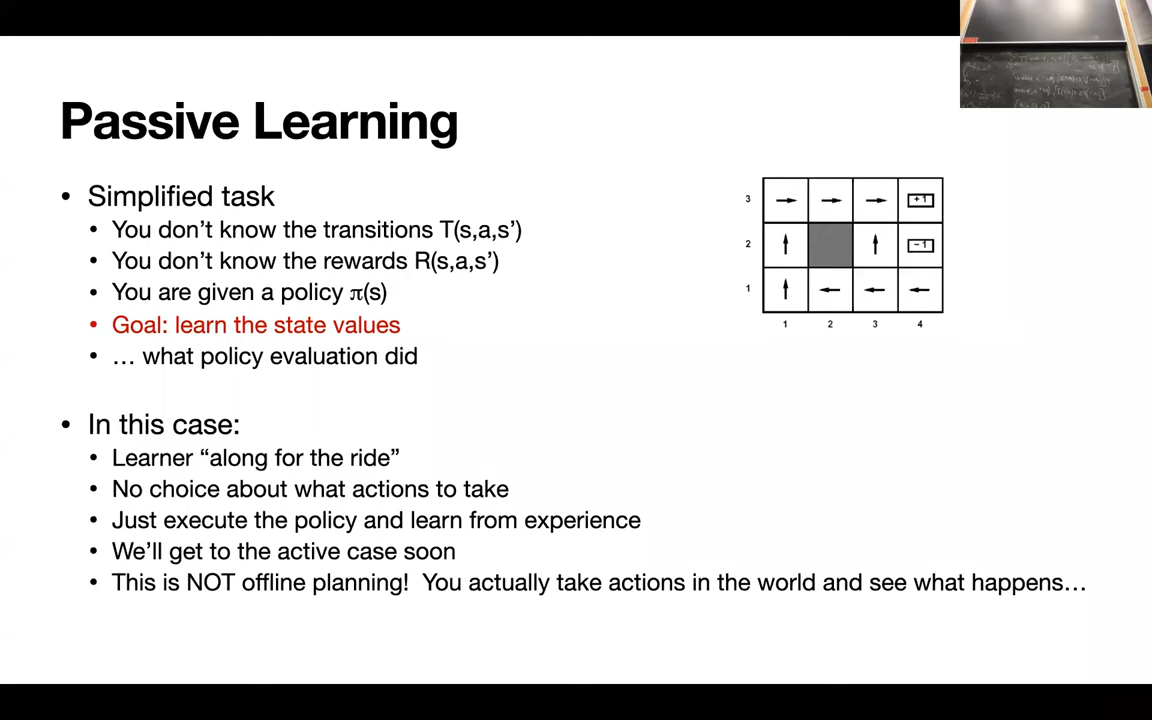 Passive Learning
• Simplified task
• You don’t know the transitions T(s,a,s’)
• You don’t know the rewards R(s,a,s’)
• You are given a policy π(s)
• Goal: learn the state values
• … what policy evaluation did
• In this case:
• Learner “along for the ride”
• No choice about what actions to take
• Just execute the policy and learn from experience
• We’ll get to the active case soon
• This is NOT offline planning!  You actually take actions in the world and see what happens…
3 → → → +1
2 ↑ ↑ −1
1 ↑ ← ← ←
1 2 3 4